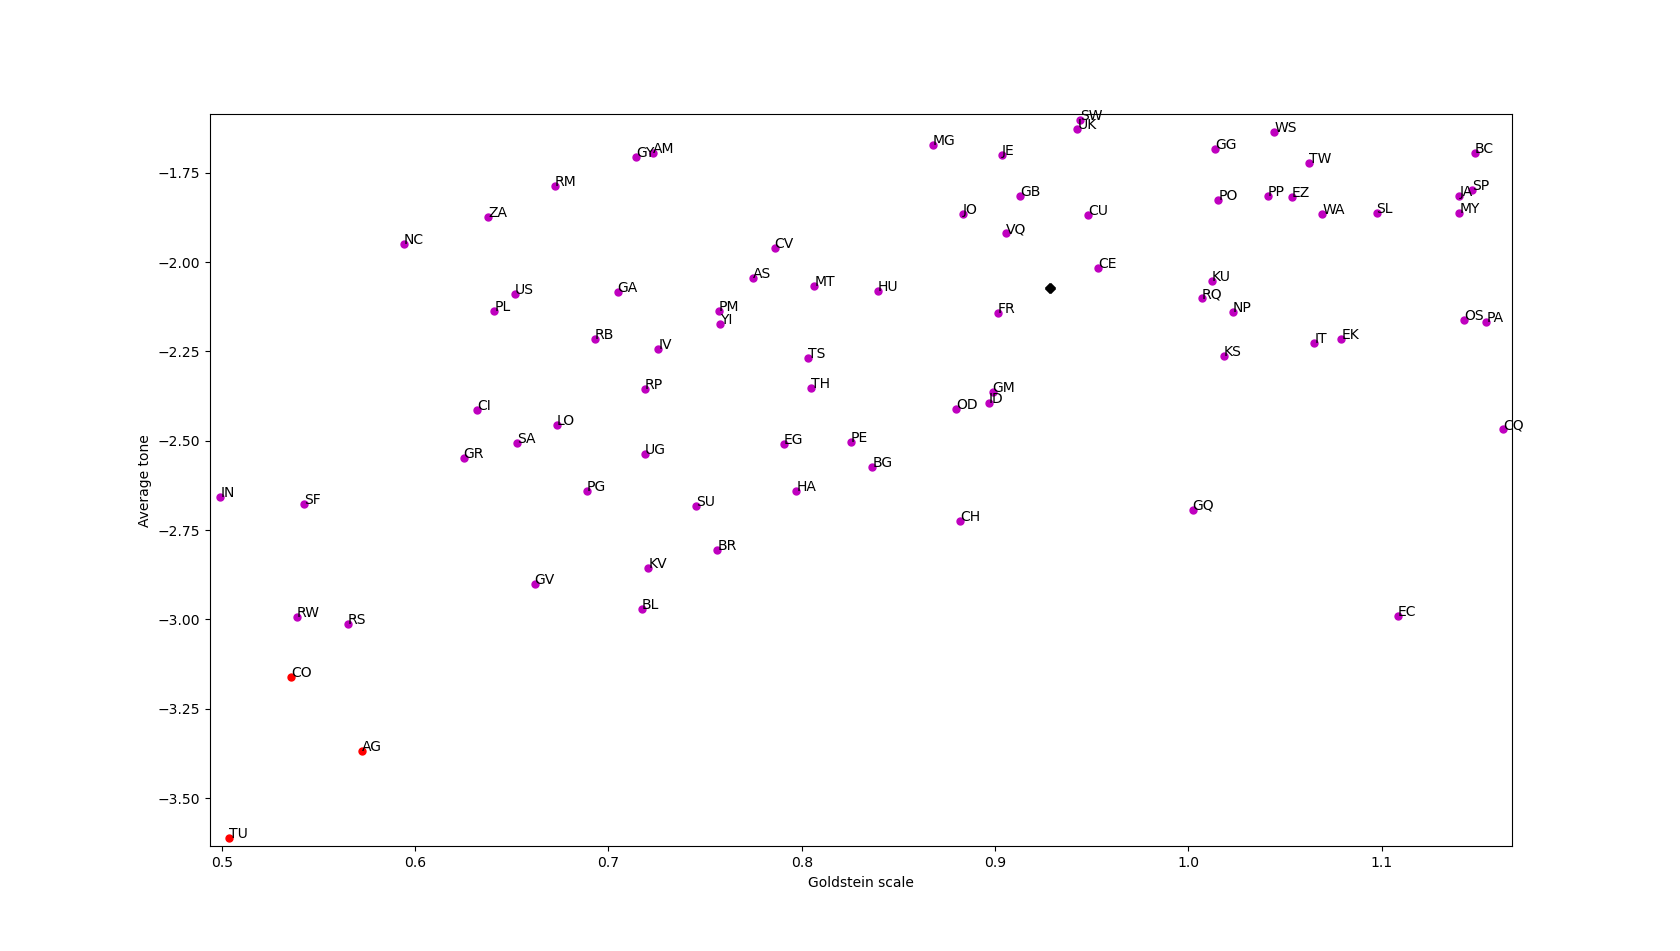 SW
UK
WS
MG
GG
BC
GY
AM
IE
TW
RM
SP
GB
PP
EZ
JA
PO
ZA
JO
CU
WA
SL
MY
−1.75
VQ
NC
CV
−2.00
CE
AS
KU
MT
HU
US
GA
RQ
PL
PM
FR
NP
YI
OS
PA
RB
IT
EK
IV
KS
−2.25
TS
RP
TH
GM
ID
CI
OD
LO
CQ
SA
EG
PE
−2.50
GR
UG
BG
IN
PG
HA
SF
SU
GQ
CH
−2.75
BR
KV
GV
BL
RW
EC
RS
−3.00
CO
−3.25
AG
−3.50
TU
0.5 0.6 0.7 0.8 0.9 1.0 1.1
Goldstein scale
Average tone